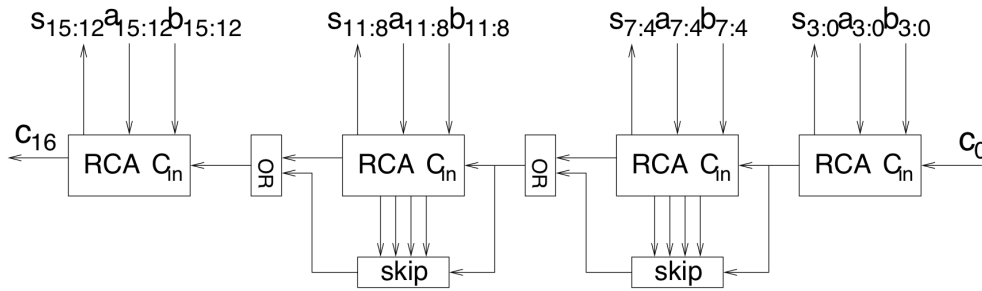 s15:12 a15:12 b15:12 s11:8 a11:8 b11:8 s7:4 a7:4 b7:4 s3:0 a3:0 b3:0
c16 RCA Cin OR RCA Cin OR RCA Cin RCA Cin c0
skip skip